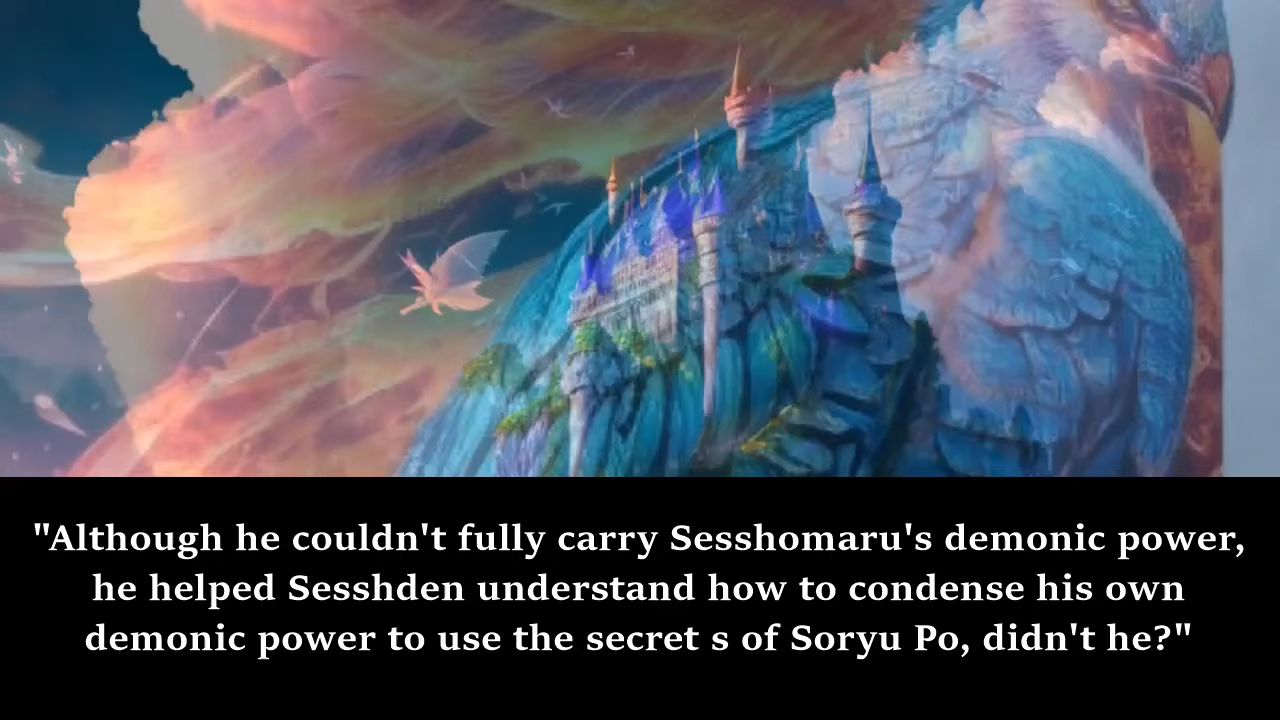 "Although he couldn't fully carry Sesshomaru's demonic power,
he helped Sesshden understand how to condense his own
demonic power to use the secret s of Soryu Po, didn't he?"